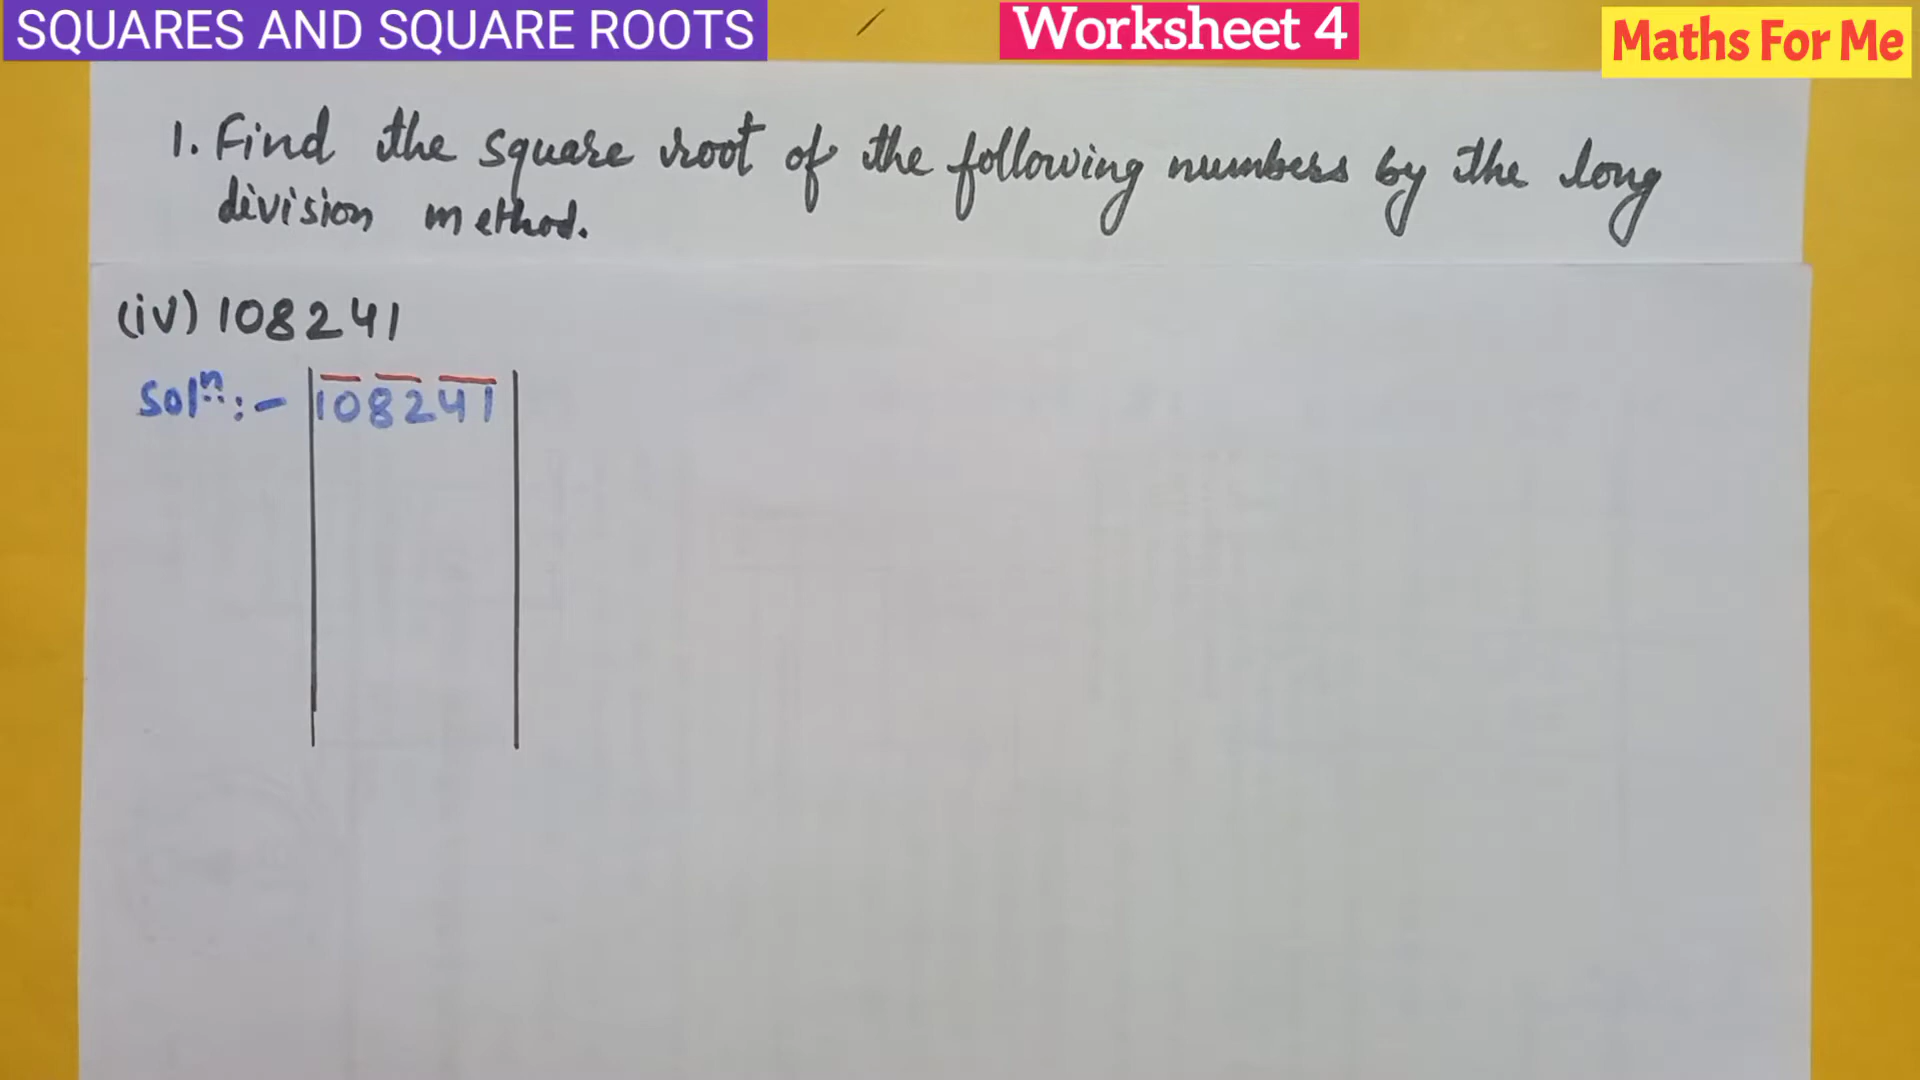 SQUARES AND SQUARE ROOTS
Worksheet 4
Maths For Me
1. Find the square root of the following numbers by the long
division method.
(iv) 108241
Solⁿ:- 108241